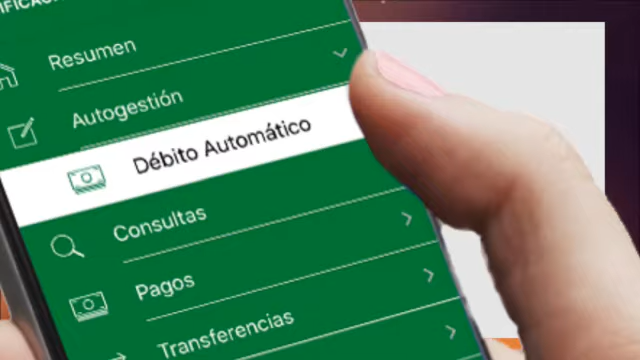 Resumen
Autogestión
Débito Automático
Consultas
Pagos
Transferencias